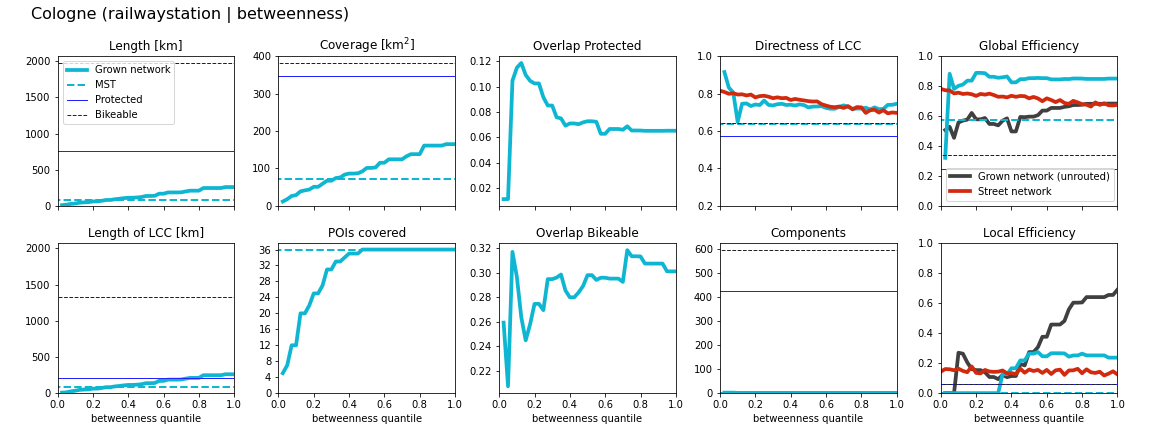 Cologne (railwaystation | betweenness)
Length [km]
Coverage [km²]
Overlap Protected
Directness of LCC
Global Efficiency
2000
1500
1000
500
0
Grown network
MST
Protected
Bikeable
400
300
200
100
0
0.12
0.10
0.08
0.06
0.04
0.02
1.0
0.8
0.6
0.4
0.2
1.0
0.8
0.6
0.4
0.2
0.0
Grown network (unrouted)
Street network
Length of LCC [km]
POIs covered
Overlap Bikeable
Components
Local Efficiency
2000
1500
1000
500
0
0.0 0.2 0.4 0.6 0.8 1.0
betweenness quantile
36
32
28
24
20
16
12
8
4
0
0.0 0.2 0.4 0.6 0.8 1.0
betweenness quantile
0.32
0.30
0.28
0.26
0.24
0.22
0.0 0.2 0.4 0.6 0.8 1.0
betweenness quantile
600
500
400
300
200
100
0
0.0 0.2 0.4 0.6 0.8 1.0
betweenness quantile
1.0
0.8
0.6
0.4
0.2
0.0
0.0 0.2 0.4 0.6 0.8 1.0
betweenness quantile